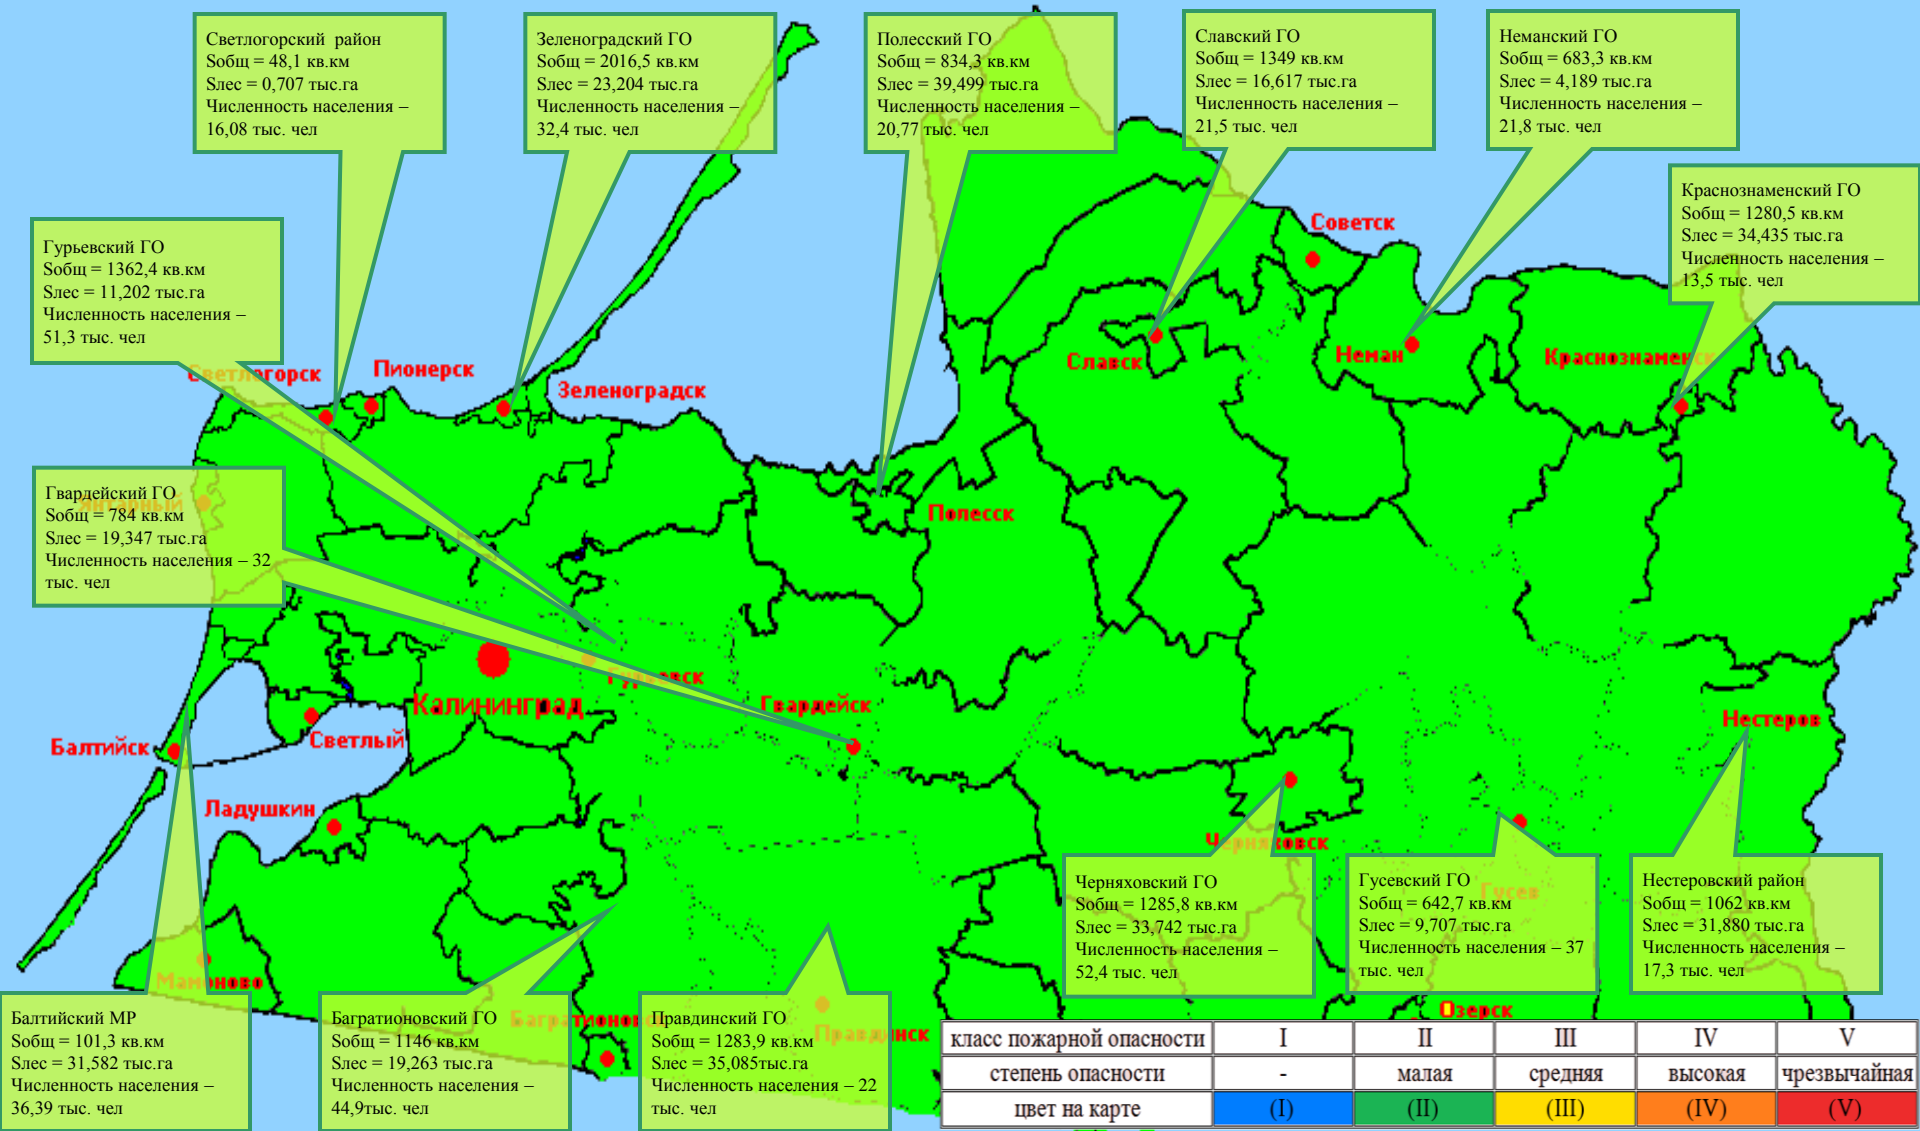 Светлогорский район
Sобщ = 48,1 кв.км
Sлес = 0,707 тыс.га
Численность населения –
16,08 тыс. чел
Зеленоградский ГО
Sобщ = 2016,5 кв.км
Sлес = 23,204 тыс.га
Численность населения –
32,4 тыс. чел
Полесский ГО
Sобщ = 834,3 кв.км
Sлес = 39,499 тыс.га
Численность населения –
20,77 тыс. чел
Славский ГО
Sобщ = 1349 кв.км
Sлес = 16,617 тыс.га
Численность населения –
21,5 тыс. чел
Неманский ГО
Sобщ = 683,3 кв.км
Sлес = 4,189 тыс.га
Численность населения –
21,8 тыс. чел
Краснознаменский ГО
Sобщ = 1280,5 кв.км
Sлес = 34,435 тыс.га
Численность населения –
13,5 тыс. чел
Гурьевский ГО
Sобщ = 1362,4 кв.км
Sлес = 11,202 тыс.га
Численность населения –
51,3 тыс. чел
Советск
Славск
Неман
Краснознаменск
Светлогорск
Пионерск
Зеленоградск
Гвардейский ГО
Sобщ = 784 кв.км
Sлес = 19,347 тыс.га
Численность населения – 32
тыс. чел
Янтарный
Полесск
Гурьевск
Калининград
Гвардейск
Нестеров
Балтийск
Светлый
Ладушкин
Черняховск
Черняховский ГО
Sобщ = 1285,8 кв.км
Sлес = 33,742 тыс.га
Численность населения –
52,4 тыс. чел
Гусевский ГО
Sобщ = 642,7 кв.км
Sлес = 9,707 тыс.га
Численность населения – 37
тыс. чел
Гусев
Нестеровский район
Sобщ = 1062 кв.км
Sлес = 31,880 тыс.га
Численность населения –
17,3 тыс. чел
Мамоново
Балтийский МР
Sобщ = 101,3 кв.км
Sлес = 31,582 тыс.га
Численность населения –
36,39 тыс. чел
Багратионовский ГО
Sобщ = 1146 кв.км
Sлес = 19,263 тыс.га
Численность населения –
44,9тыс. чел
Багратионовск
Правдинский ГО
Sобщ = 1283,9 кв.км
Sлес = 35,085тыс.га
Численность населения – 22
тыс. чел
Правдинск
Озерск
класс пожарной опасности I II III IV V
степень опасности - малая средняя высокая чрезвычайная
цвет на карте (I) (II) (III) (IV) (V)